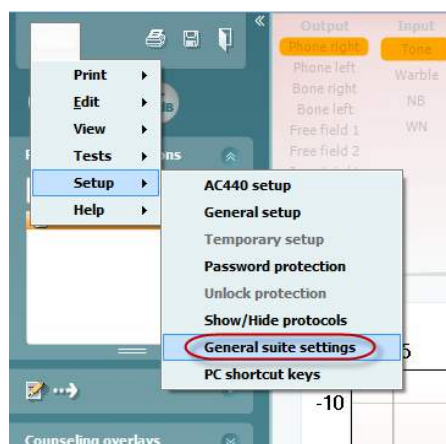 Output Input
Phone right Tone
Phone left Warble
Bone right NB
Bone left WN
Free field 1
Free field 2
Print
Edit
View
Tests
Setup
Help
ons
AC440 setup
General setup
Temporary setup
Password protection
Unlock protection
Show/Hide protocols
General suite settings
PC shortcut keys
5
-10
Counseling overlays